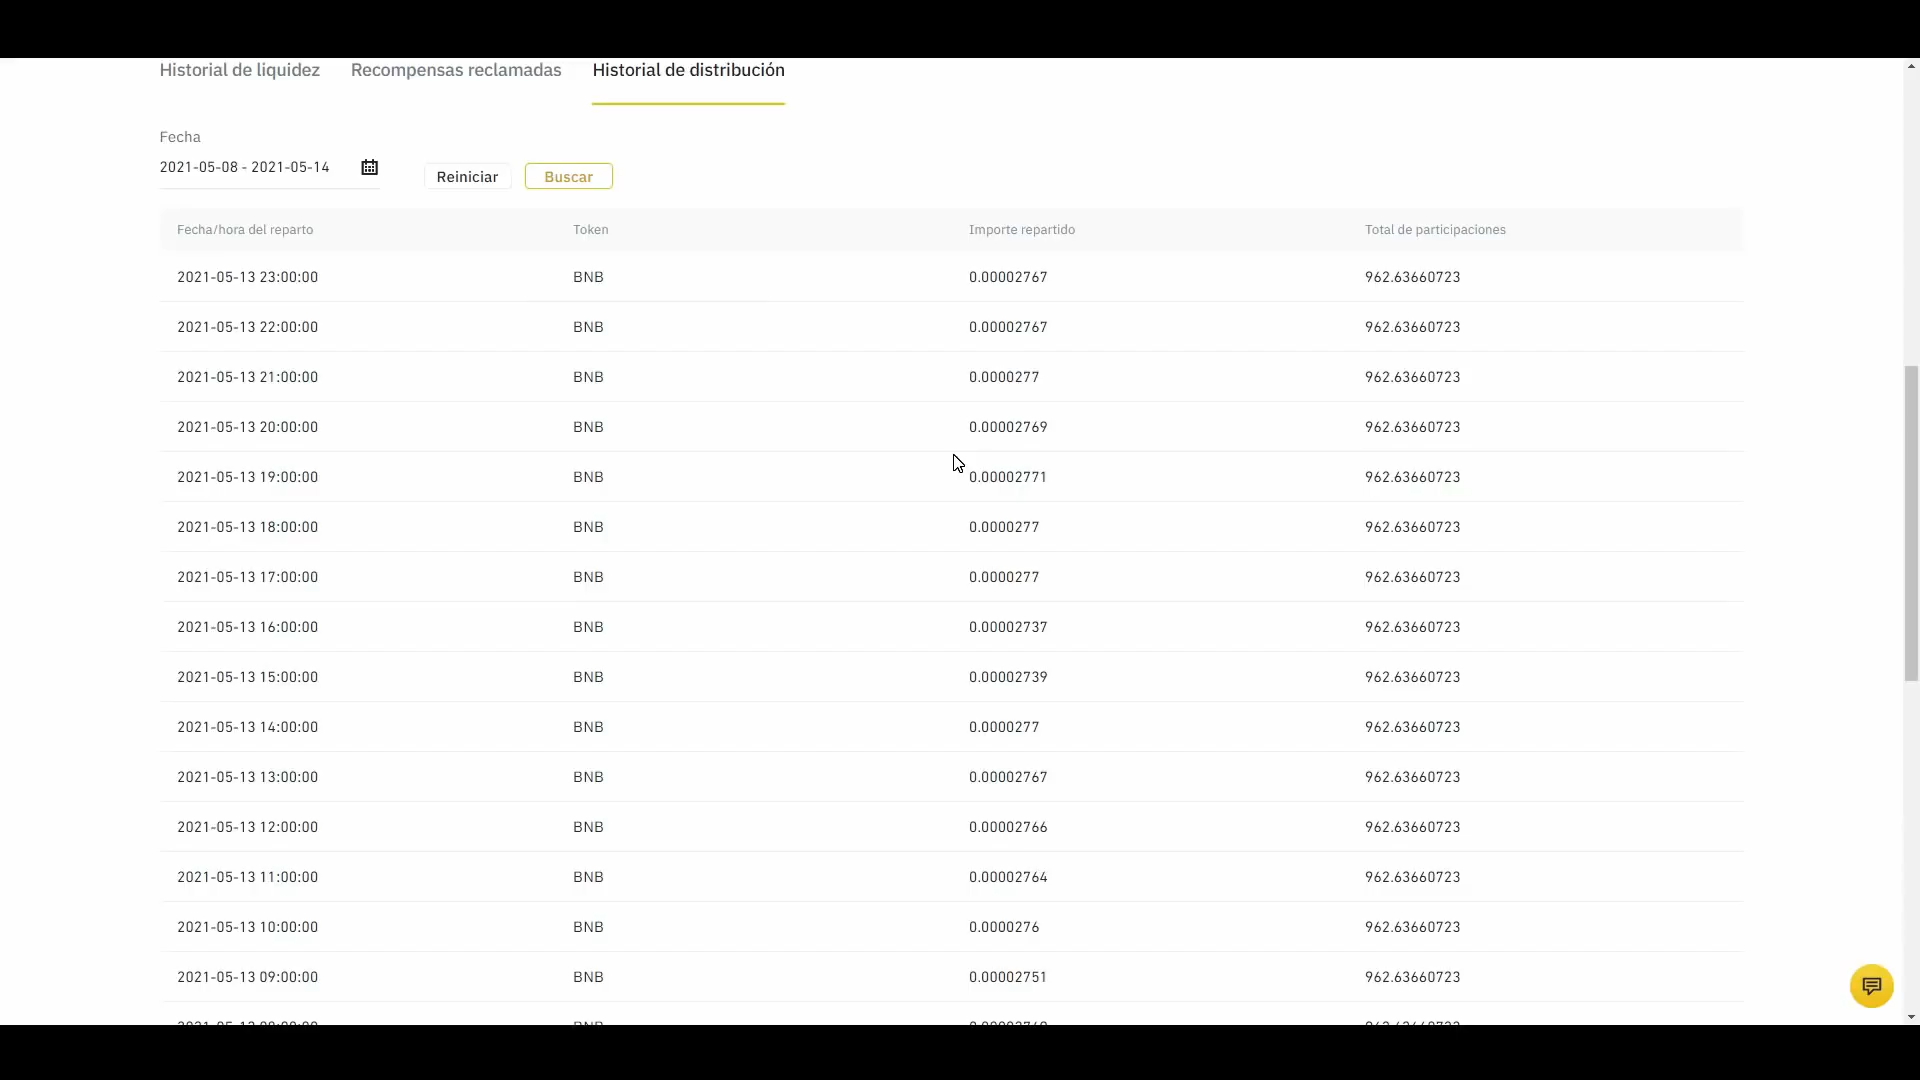 Historial de liquidez Recompensas reclamadas Historial de distribución
Fecha
2021-05-08 - 2021-05-14 Reiniciar Buscar
Fecha/hora del reparto Token Importe repartido Total de participaciones
2021-05-13 23:00:00 BNB 0.00002767 962.63660723
2021-05-13 22:00:00 BNB 0.00002767 962.63660723
2021-05-13 21:00:00 BNB 0.0000277 962.63660723
2021-05-13 20:00:00 BNB 0.00002769 962.63660723
2021-05-13 19:00:00 BNB 0.00002771 962.63660723
2021-05-13 18:00:00 BNB 0.0000277 962.63660723
2021-05-13 17:00:00 BNB 0.0000277 962.63660723
2021-05-13 16:00:00 BNB 0.00002737 962.63660723
2021-05-13 15:00:00 BNB 0.00002739 962.63660723
2021-05-13 14:00:00 BNB 0.0000277 962.63660723
2021-05-13 13:00:00 BNB 0.00002767 962.63660723
2021-05-13 12:00:00 BNB 0.00002766 962.63660723
2021-05-13 11:00:00 BNB 0.00002764 962.63660723
2021-05-13 10:00:00 BNB 0.0000276 962.63660723
2021-05-13 09:00:00 BNB 0.00002751 962.63660723